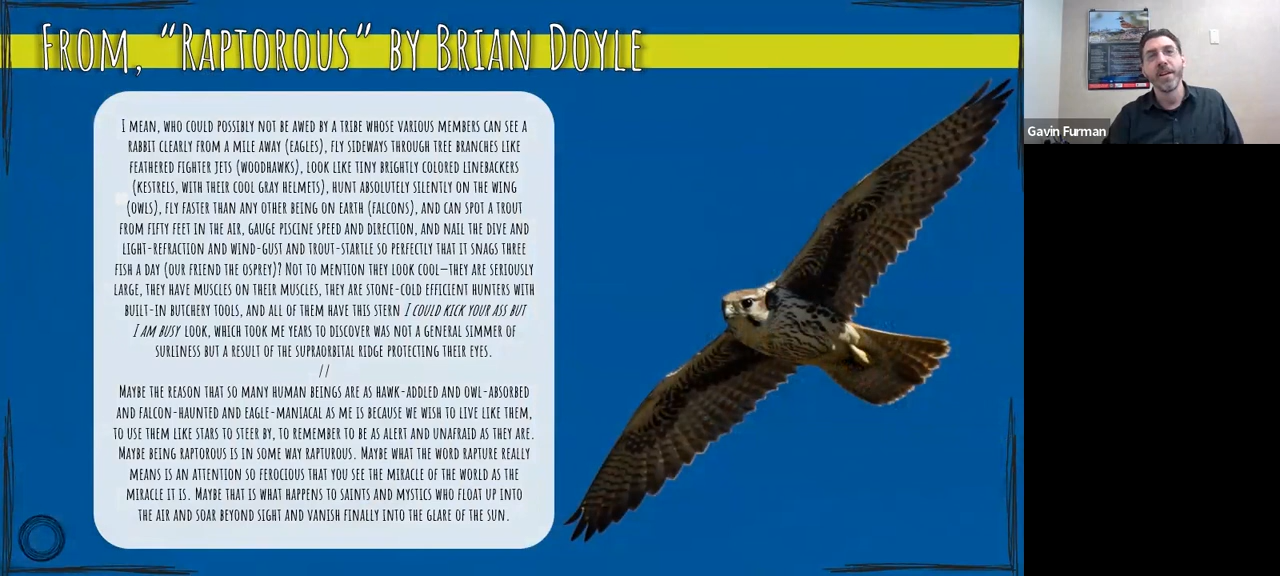 From, "Raptorous" by Brian Doyle
I mean, who could possibly not be awed by a tribe whose various members can see a
rabbit clearly from a mile away (eagles), fly sideways through tree branches like
feathered fighter jets (woodhawks), look like tiny brightly colored linebackers
(kestrels, with their cool gray helmets), hunt absolutely silently on the wing
(owls), fly faster than any other being on earth (falcons), and can spot a trout
from fifty feet in the air, gauge piscine speed and direction, and nail the dive and
light-refraction and wind-gust and trout-startle so perfectly that it snags three
fish a day (our friend the osprey)? Not to mention they look cool—they are seriously
large, they have muscles on their muscles, they are stone-cold efficient hunters with
built-in butchery tools, and all of them have this stern I could kick your ass but
I am busy look, which took me years to discover was not a general simmer of
surliness but a result of the supraorbital ridge protecting their eyes.
//
Maybe the reason that so many human beings are as hawk-addled and owl-absorbed
and falcon-haunted and eagle-maniacal as me is because we wish to live like them,
to use them like stars to steer by, to remember to be as alert and unafraid as they are.
Maybe being raptorous is in some way rapturous. Maybe what the word rapture really
means is an attention so ferocious that you see the miracle of the world as the
miracle it is. Maybe that is what happens to saints and mystics who float up into
the air and soar beyond sight and vanish finally into the glare of the sun.
Gavin Furman